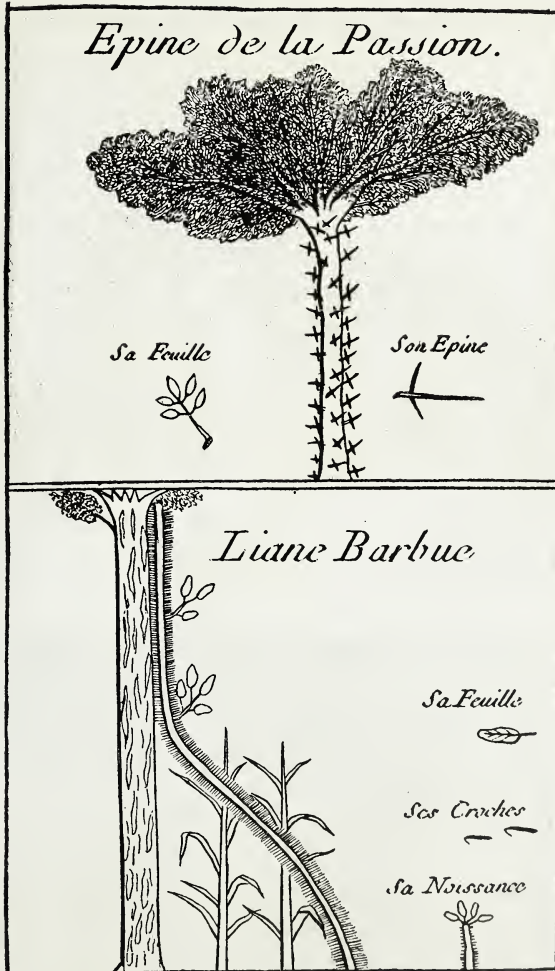 Epine de la Passion.
Sa Feuille
Son Epine
Liane Barbue
Sa Feuille
Ses Croches
Sa Naissance